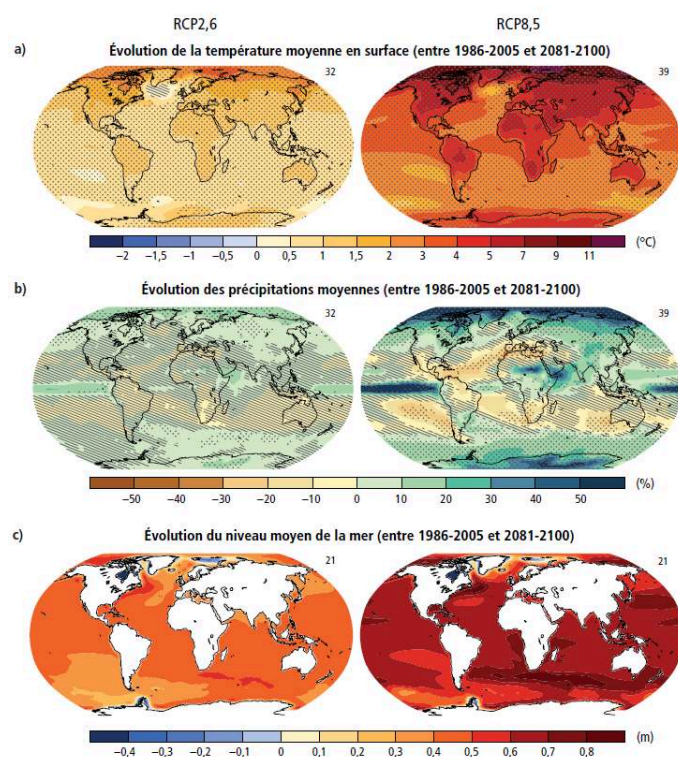 RCP2,6 RCP8,5
a) Évolution de la température moyenne en surface (entre 1986-2005 et 2081-2100)
32 39
−2 −1,5 −1 −0,5 0 0,5 1 1,5 2 3 4 5 7 9 11 (°C)
b) Évolution des précipitations moyennes (entre 1986-2005 et 2081-2100)
32 39
−50 −40 −30 −20 −10 0 10 20 30 40 50 (%)
c) Évolution du niveau moyen de la mer (entre 1986-2005 et 2081-2100)
21 21
−0,4 −0,3 −0,2 −0,1 0 0,1 0,2 0,3 0,4 0,5 0,6 0,7 0,8 (m)